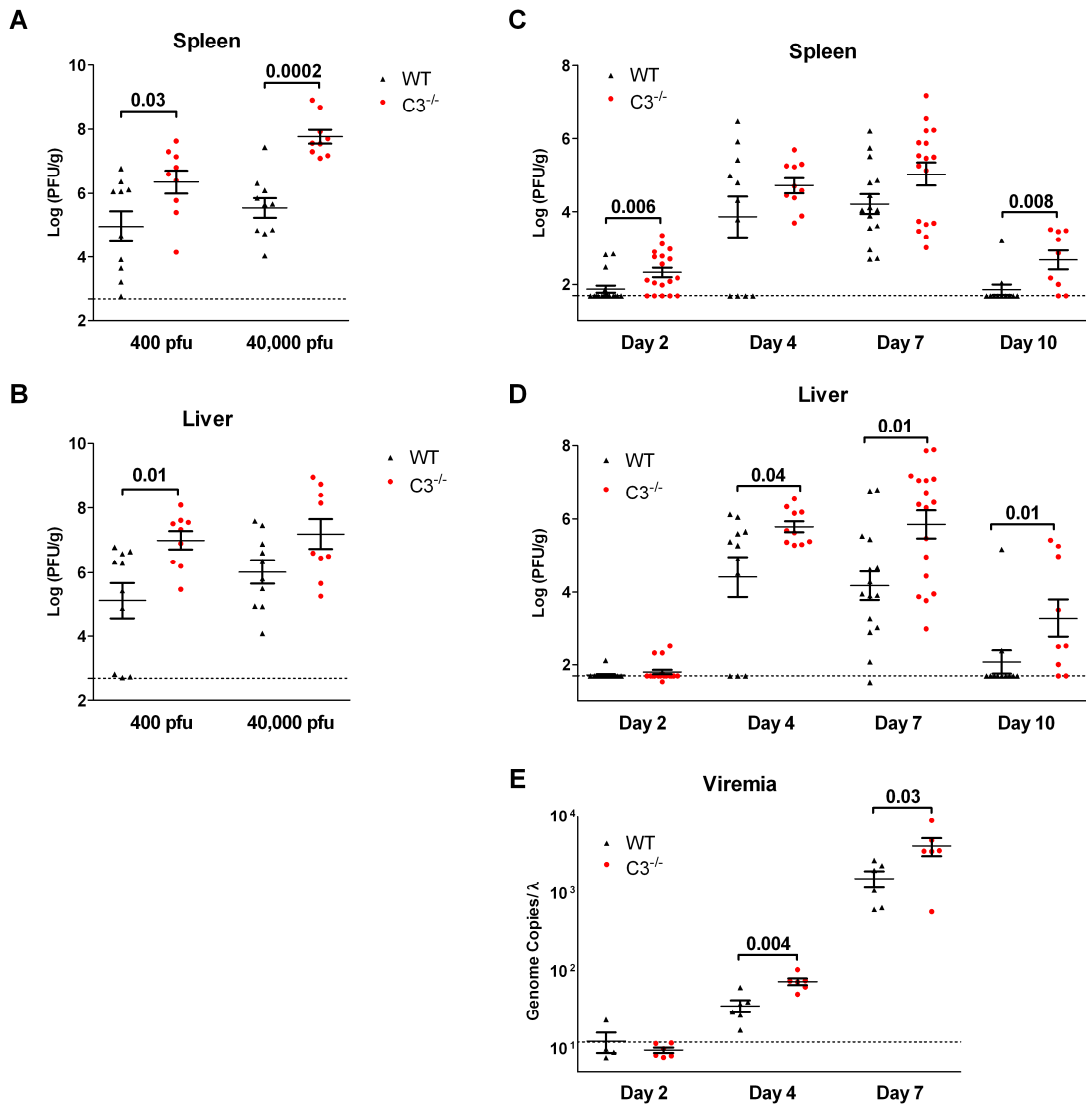 A
Spleen
WT
C3-/-
0.03
0.0002
Log (PFU/g)
10
8
6
4
2
400 pfu
40,000 pfu
B
Liver
WT
C3-/-
0.01
Log (PFU/g)
10
8
6
4
2
400 pfu
40,000 pfu
C
Spleen
WT
C3-/-
0.006
0.008
Log (PFU/g)
8
6
4
2
Day 2
Day 4
Day 7
Day 10
D
Liver
WT
C3-/-
0.04
0.01
0.01
Log (PFU/g)
8
6
4
2
Day 2
Day 4
Day 7
Day 10
E
Viremia
WT
C3-/-
0.004
0.03
Genome Copies/ λ
10^4
10^3
10^2
10^1
Day 2
Day 4
Day 7